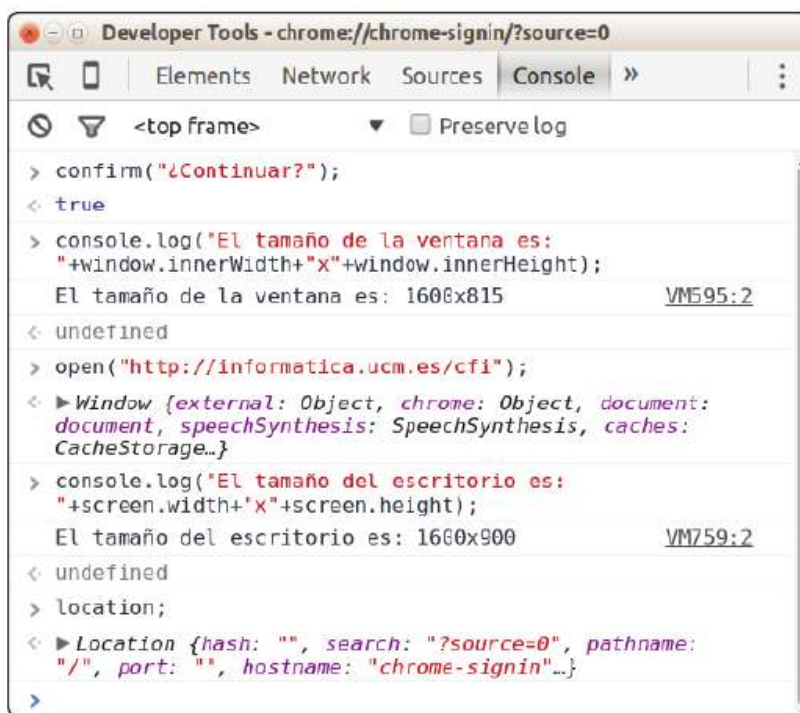 Developer Tools - chrome://chrome-signin/?source=0
Elements Network Sources Console »
<top frame> ▼ Preserve log
> confirm("¿Continuar?");
< true
> console.log("El tamaño de la ventana es:
"+window.innerWidth+"x"+window.innerHeight);
El tamaño de la ventana es: 1600x815 VM595:2
< undefined
> open("http://informatica.ucm.es/cfi");
< ▶Window {external: Object, chrome: Object, document:
document, speechSynthesis: SpeechSynthesis, caches:
CacheStorage…}
> console.log("El tamaño del escritorio es:
"+screen.width+"x"+screen.height);
El tamaño del escritorio es: 1600x900 VM759:2
< undefined
> location;
< ▶Location {hash: "", search: "?source=0", pathname:
"/", port: "", hostname: "chrome-signin"…}
>